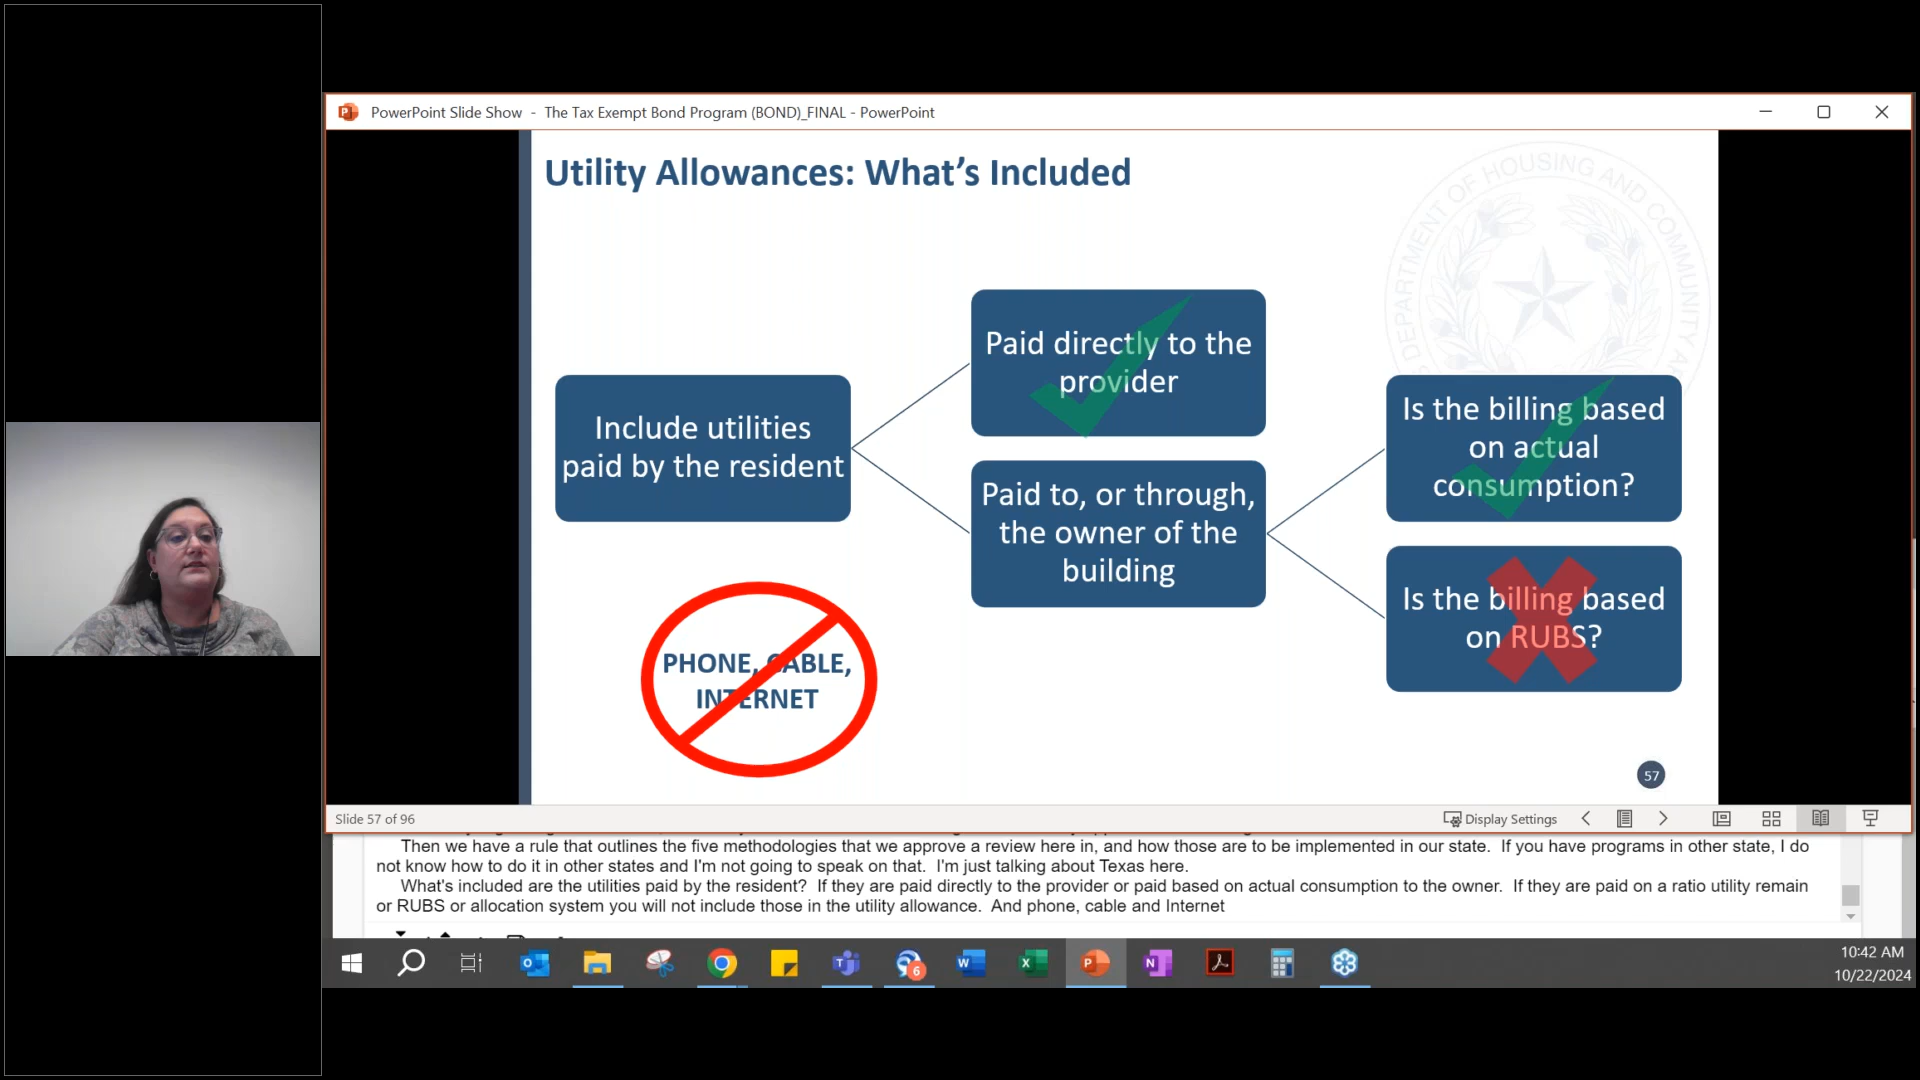 PowerPoint Slide Show - The Tax Exempt Bond Program (BOND)_FINAL - PowerPoint
Utility Allowances: What's Included
DEPARTMENT OF HOUSING AND COMMUNITY
Include utilities
paid by the resident
Paid directly to the
provider
Paid to, or through,
the owner of the
building
Is the billing based
on actual
consumption?
Is the billing based
on RUBS?
PHONE, CABLE,
INTERNET
57
Slide 57 of 96
Display Settings
Then we have a rule that outlines the five methodologies that we approve a review here in, and how those are to be implemented in our state. If you have programs in other state, I do
not know how to do it in other states and I'm not going to speak on that. I'm just talking about Texas here.
What's included are the utilities paid by the resident? If they are paid directly to the provider or paid based on actual consumption to the owner. If they are paid on a ratio utility remain
or RUBS or allocation system you will not include those in the utility allowance. And phone, cable and Internet
6
10:42 AM
10/22/2024